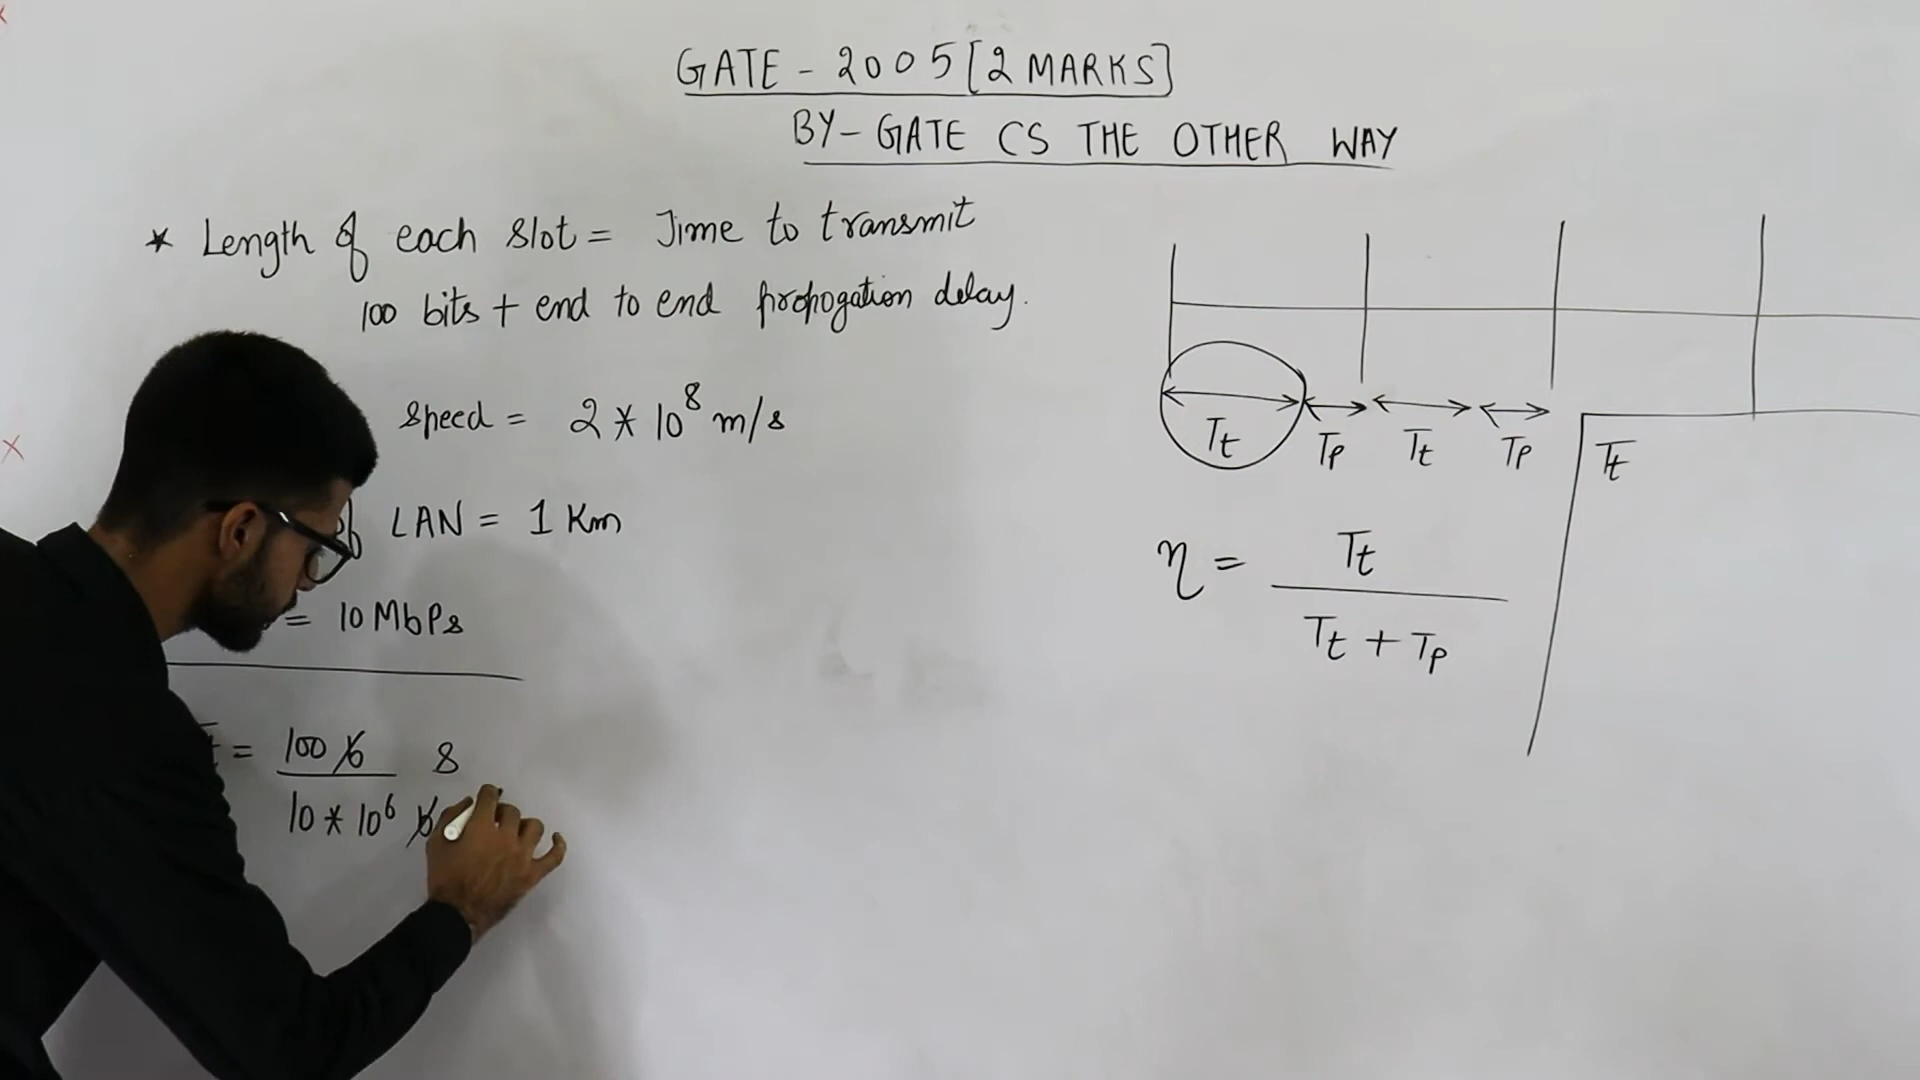 GATE - 2005 [2 MARKS]
BY - GATE CS THE OTHER WAY
* Length of each slot = Time to transmit
100 bits + end to end propogation delay.
speed = 2 * 10^8 m/s
of LAN = 1 Km
= 10 Mbps
= 100 b s
10 * 10^6 b
Tt Tp Tt Tp Tt
η = Tt
Tt + Tp